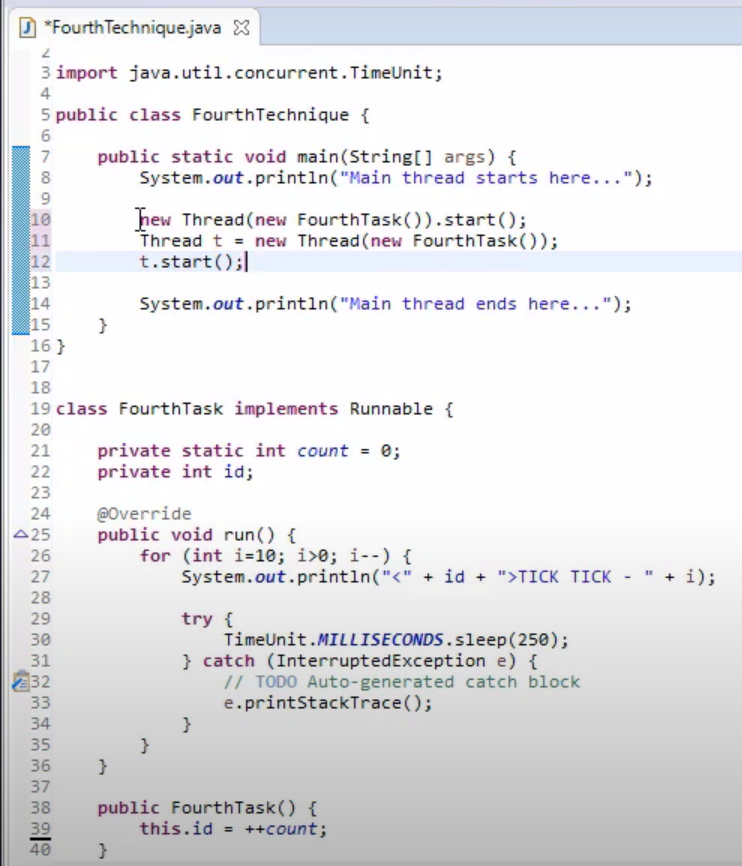 *FourthTechnique.java
2
3 import java.util.concurrent.TimeUnit;
4
5 public class FourthTechnique {
6
7     public static void main(String[] args) {
8         System.out.println("Main thread starts here...");
9
10         new Thread(new FourthTask()).start();
11         Thread t = new Thread(new FourthTask());
12         t.start();
13
14         System.out.println("Main thread ends here...");
15     }
16 }
17
18
19 class FourthTask implements Runnable {
20
21     private static int count = 0;
22     private int id;
23
24     @Override
25     public void run() {
26         for (int i=10; i>0; i--) {
27             System.out.println("<" + id + ">TICK TICK - " + i);
28
29             try {
30                 TimeUnit.MILLISECONDS.sleep(250);
31             } catch (InterruptedException e) {
32                 // TODO Auto-generated catch block
33                 e.printStackTrace();
34             }
35         }
36     }
37
38     public FourthTask() {
39         this.id = ++count;
40     }